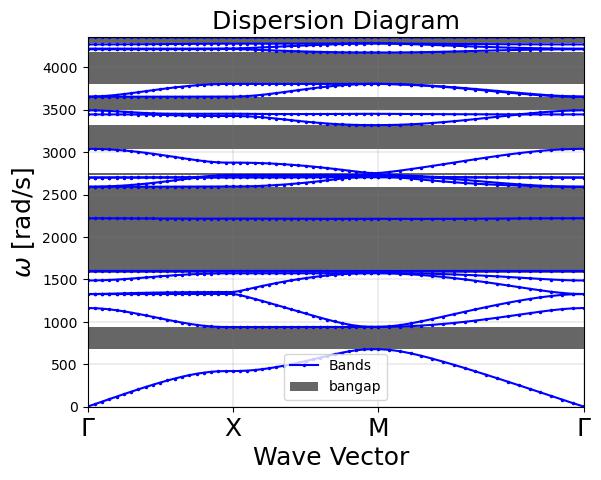 Dispersion Diagram
ω [rad/s]
4000
3500
3000
2500
2000
1500
1000
500
0
Bands
bangap
Γ X M Γ
Wave Vector